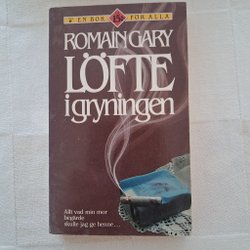 EN BOK FÖR ALLA
ROMAIN GARY
LÖFTE
i gryningen
Allt vad min mor
begärde
skulle jag ge henne...